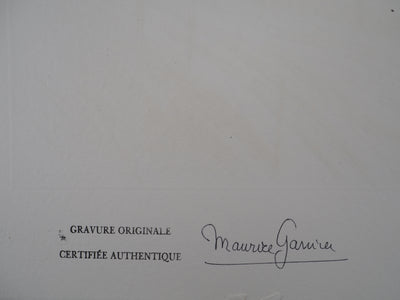 GRAVURE ORIGINALE
CERTIFIÉE AUTHENTIQUE
Maurice Garnier